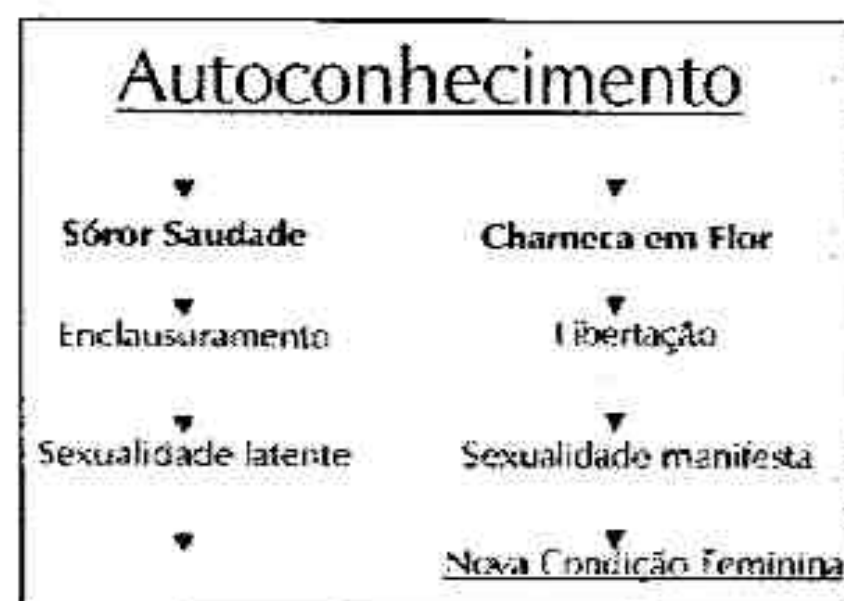 Autoconhecimento
Sóror Saudade
Charneca em Flor
Enclausuramento
Libertação
Sexualidade latente
Sexualidade manifesta
Nova Condição Feminina